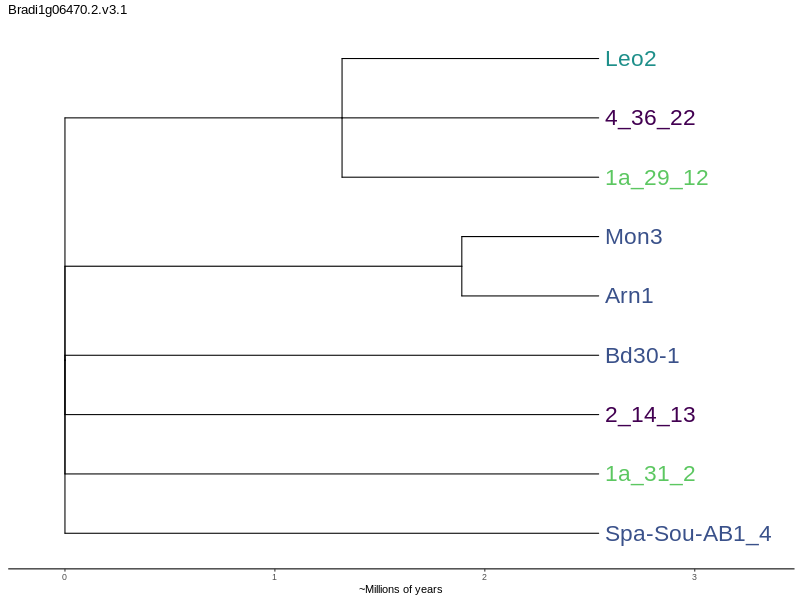 Bradi1g06470.2.v3.1
Leo2
4_36_22
1a_29_12
Mon3
Arn1
Bd30-1
2_14_13
1a_31_2
Spa-Sou-AB1_4
0 1 2 3
~Millions of years